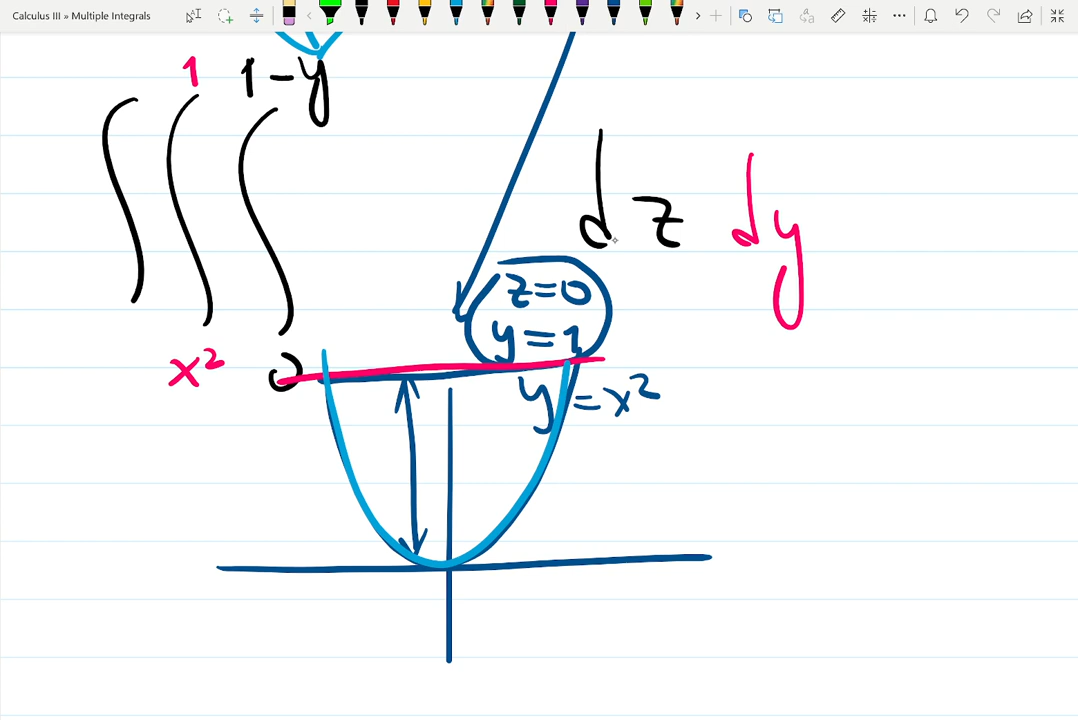 Calculus III » Multiple Integrals
1 1-y
∫∫∫ dz dy
x² 0
z=0
y=1
y=x²